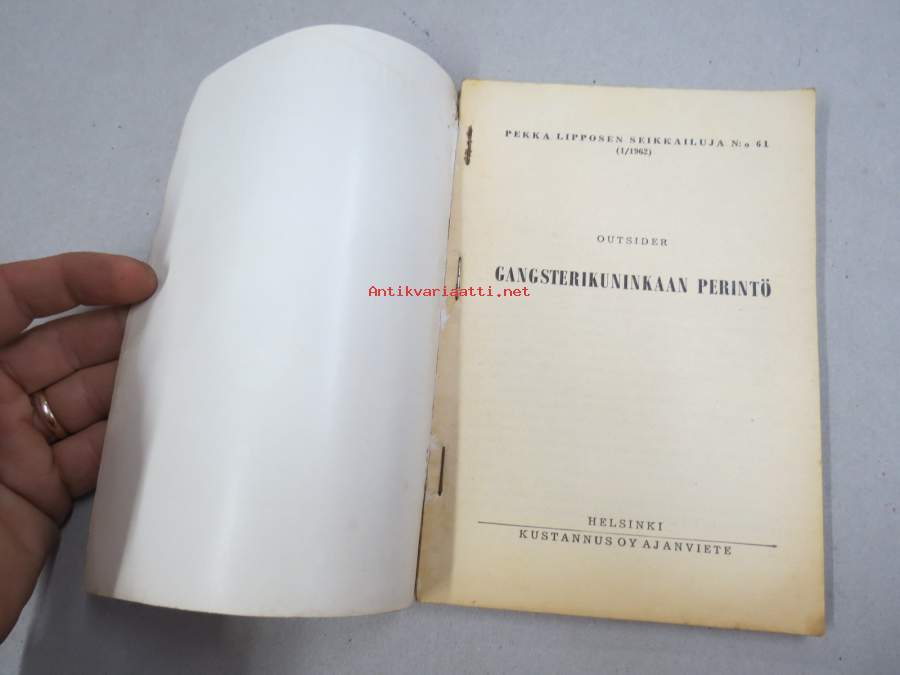 PEKKA LIPPOSEN SEIKKAILUJA N:o 61
(1/1962)
OUTSIDER
GANGSTERIKUNINKAAN PERINTÖ
Antikvariaatti.net
HELSINKI
KUSTANNUS OY AJANVIETE